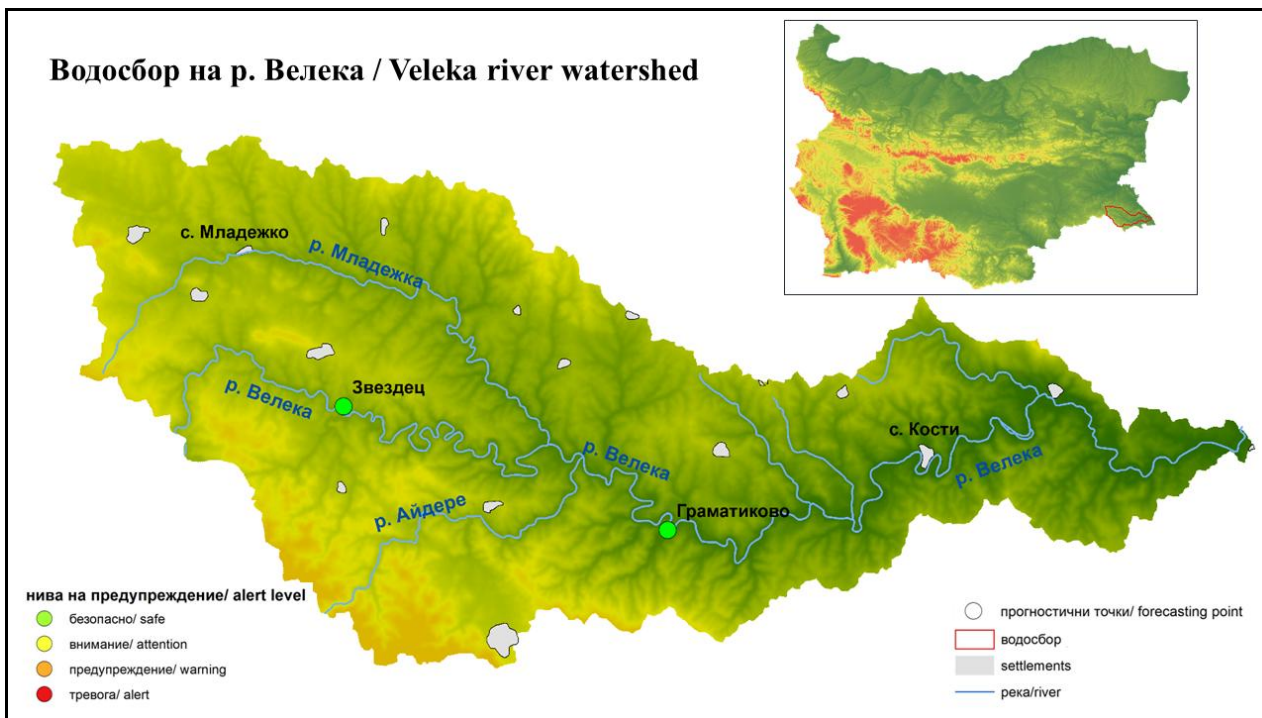 Водосбор на р. Велека / Veleka river watershed
с. Младежко
р. Младежка
р. Велека
Звездец
р. Айдере
р. Велека
Граматиково
с. Кости
р. Велека
нива на предупреждение/ alert level
безопасно/ safe
внимание/ attention
предупреждение/ warning
тревога/ alert
прогностични точки/ forecasting point
водосбор
settlements
река/river